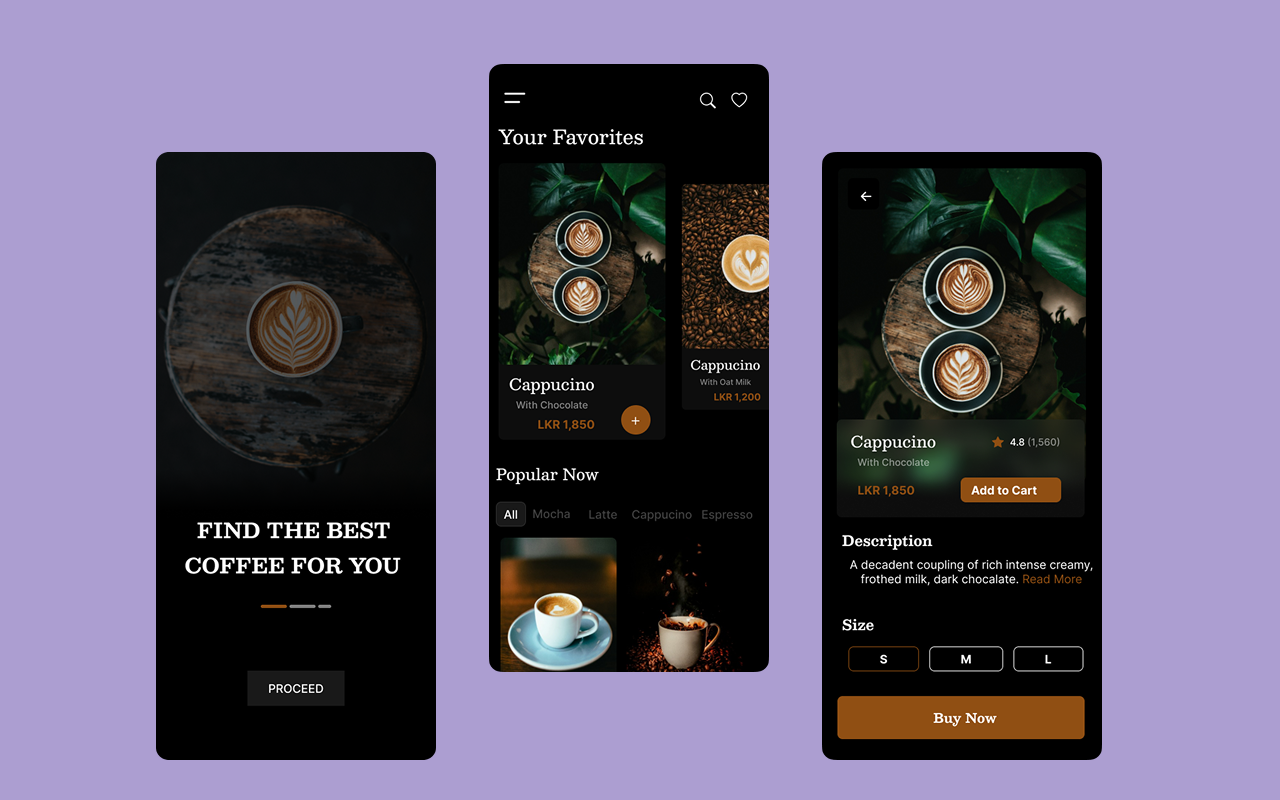 FIND THE BEST
COFFEE FOR YOU
PROCEED
Your Favorites
Cappucino
With Chocolate
LKR 1,850
+
Cappucino
With Oat Milk
LKR 1,200
Popular Now
All Mocha Latte Cappucino Espresso
Cappucino
4.8 (1,560)
With Chocolate
LKR 1,850
Add to Cart
Description
A decadent coupling of rich intense creamy,
frothed milk, dark chocalate. Read More
Size
S M L
Buy Now